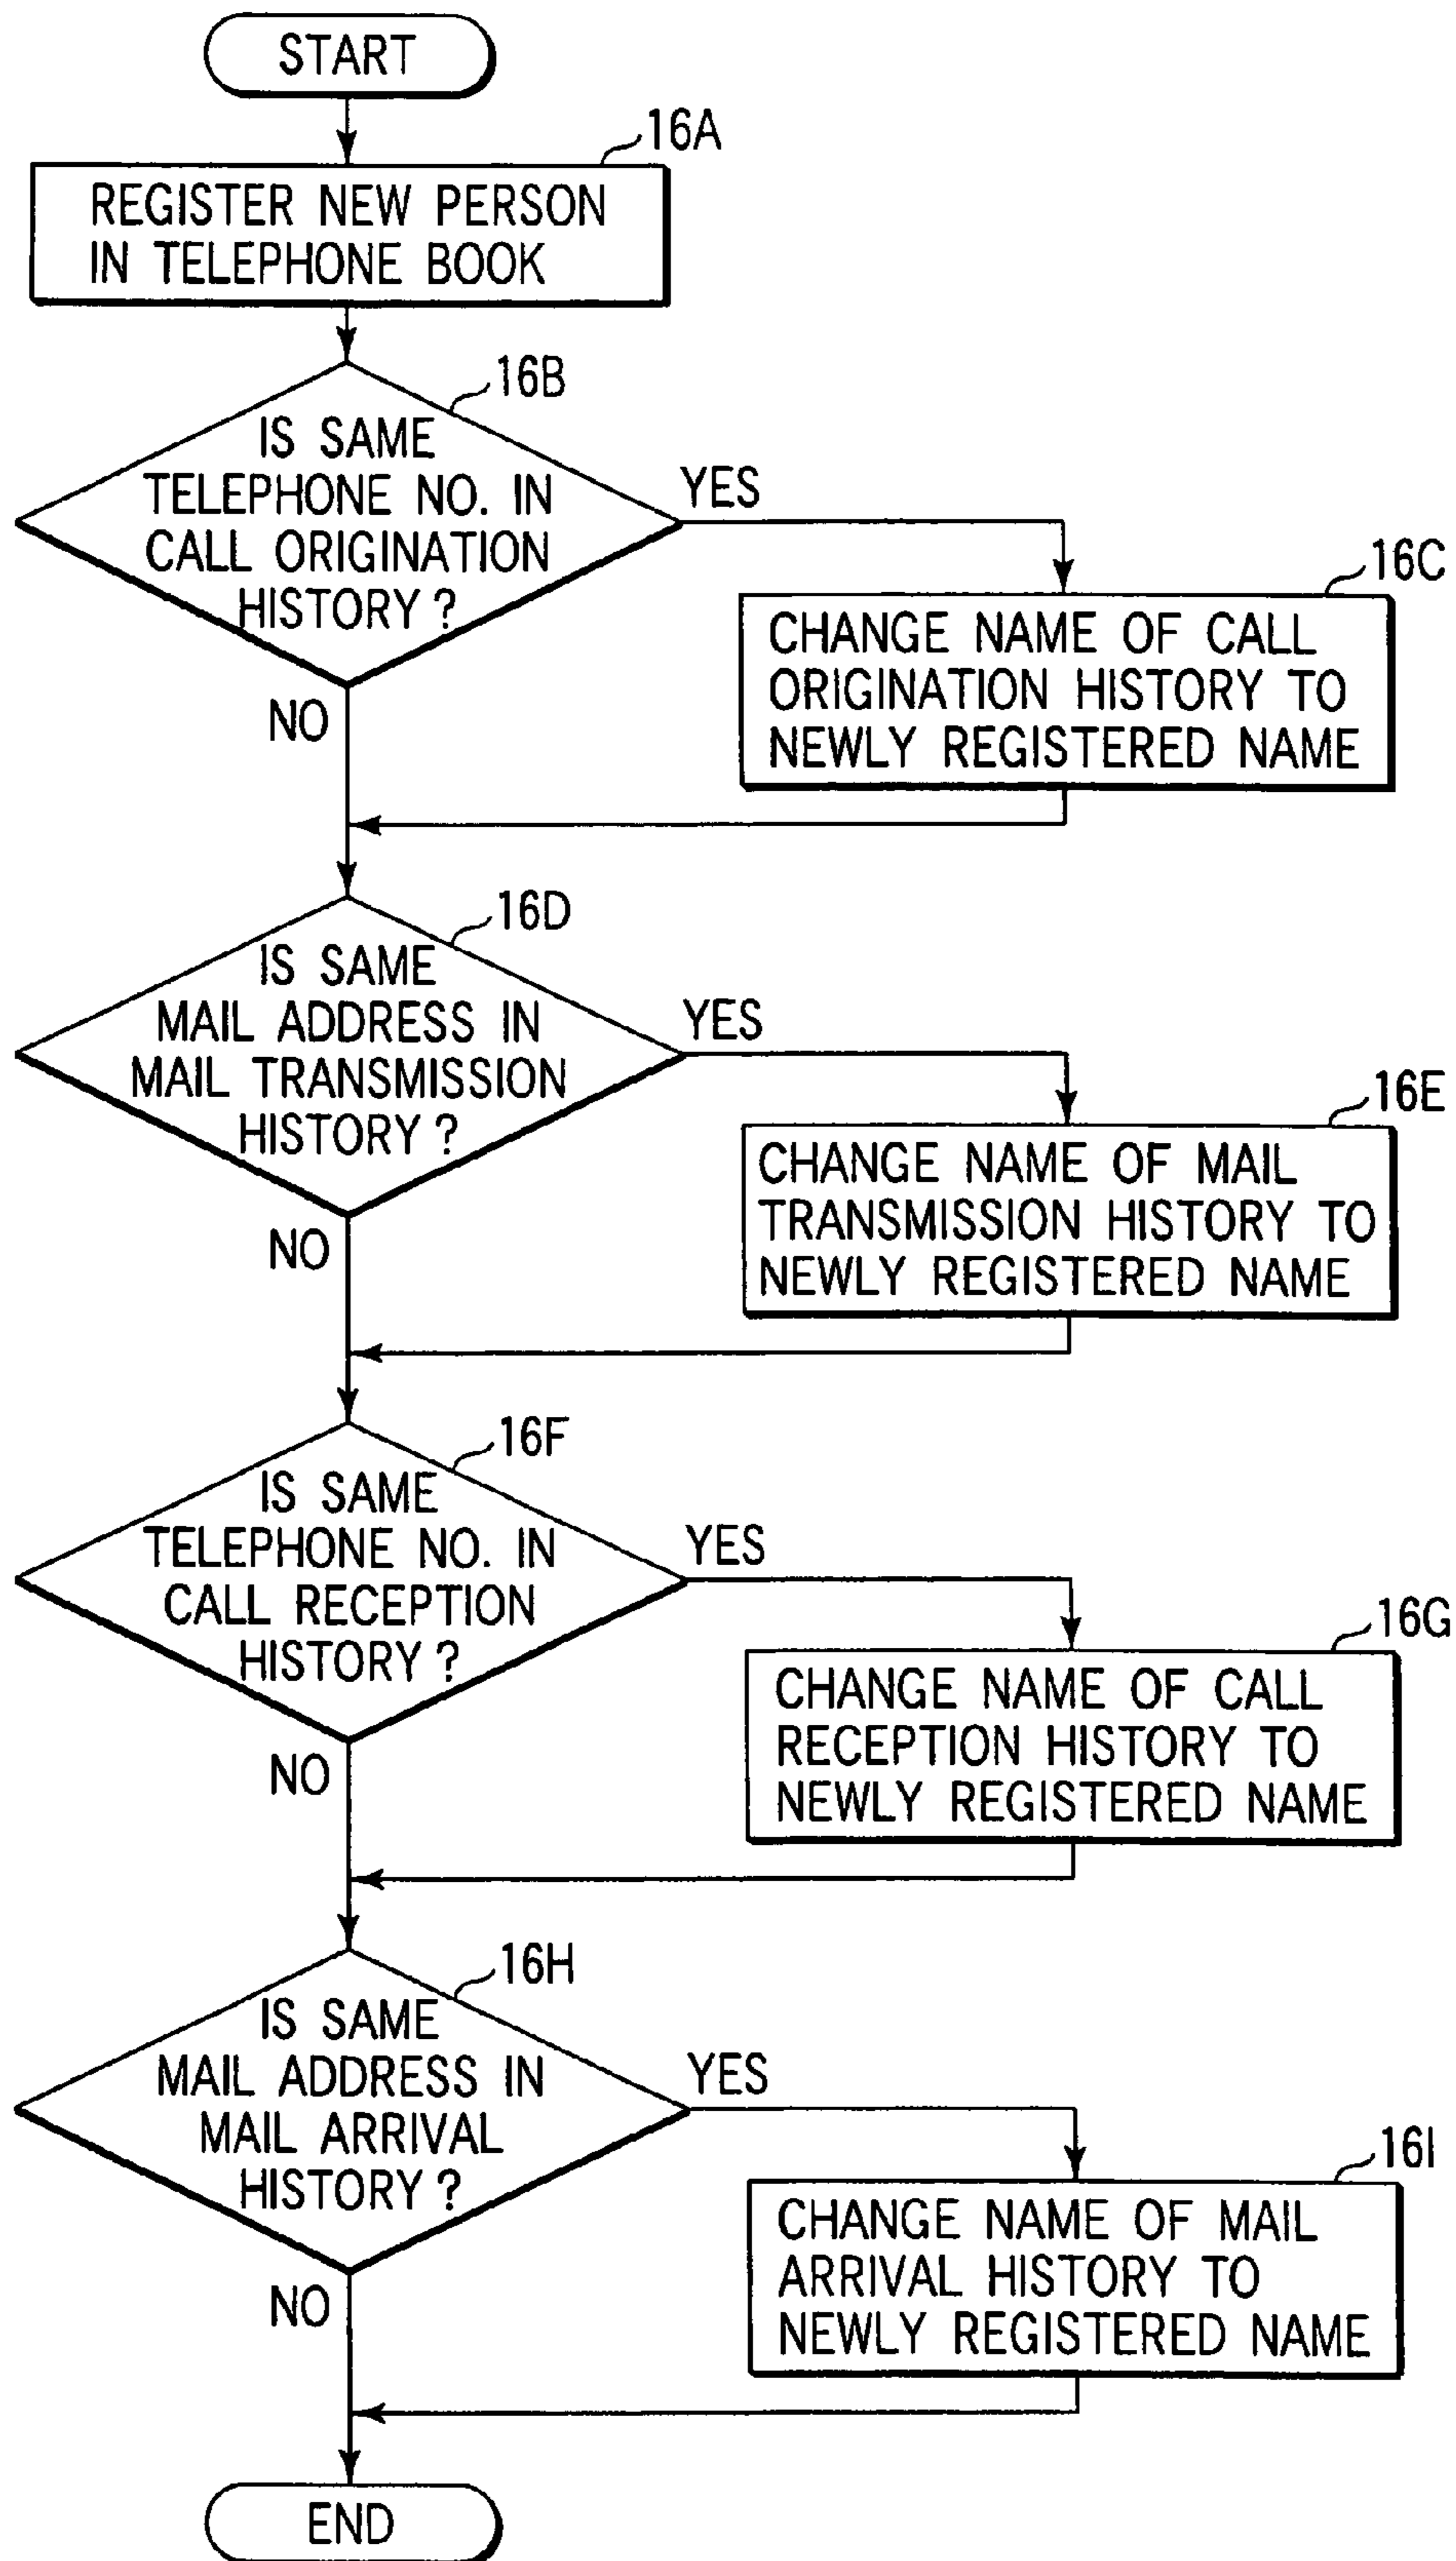 START
16A
REGISTER NEW PERSON
IN TELEPHONE BOOK
16B
IS SAME
TELEPHONE NO. IN
CALL ORIGINATION
HISTORY ?
YES
NO
16C
CHANGE NAME OF CALL
ORIGINATION HISTORY TO
NEWLY REGISTERED NAME
16D
IS SAME
MAIL ADDRESS IN
MAIL TRANSMISSION
HISTORY ?
YES
NO
16E
CHANGE NAME OF MAIL
TRANSMISSION HISTORY TO
NEWLY REGISTERED NAME
16F
IS SAME
TELEPHONE NO. IN
CALL RECEPTION
HISTORY ?
YES
NO
16G
CHANGE NAME OF CALL
RECEPTION HISTORY TO
NEWLY REGISTERED NAME
16H
IS SAME
MAIL ADDRESS IN
MAIL ARRIVAL
HISTORY ?
YES
NO
16I
CHANGE NAME OF MAIL
ARRIVAL HISTORY TO
NEWLY REGISTERED NAME
END